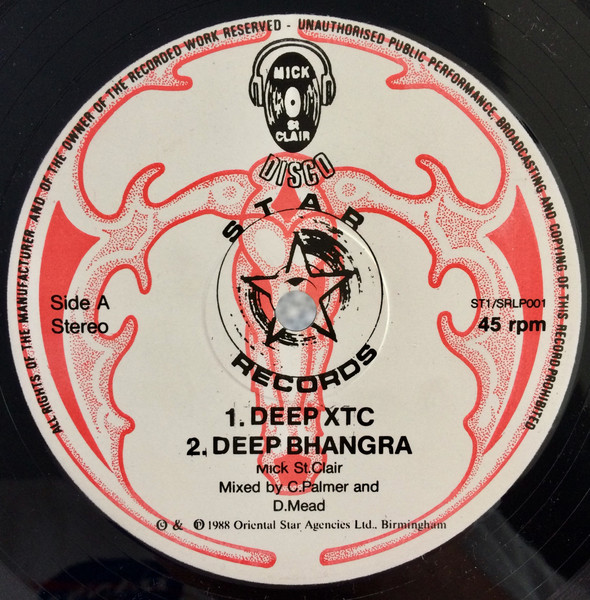 ALL RIGHTS OF THE MANUFACTURER AND OF THE OWNER OF THE RECORDED WORK RESERVED - UNAUTHORISED PUBLIC PERFORMANCE BROADCASTING AND COPYING OF THIS RECORD PROHIBITED
MICK
St
CLAIR
DISCO
STAR
RECORDS
Side A
Stereo
ST1/SRLP001
45 rpm
1. DEEP XTC
2. DEEP BHANGRA
Mick St.Clair
Mixed by C.Palmer and
D.Mead
© & ℗ 1988 Oriental Star Agencies Ltd., Birmingham